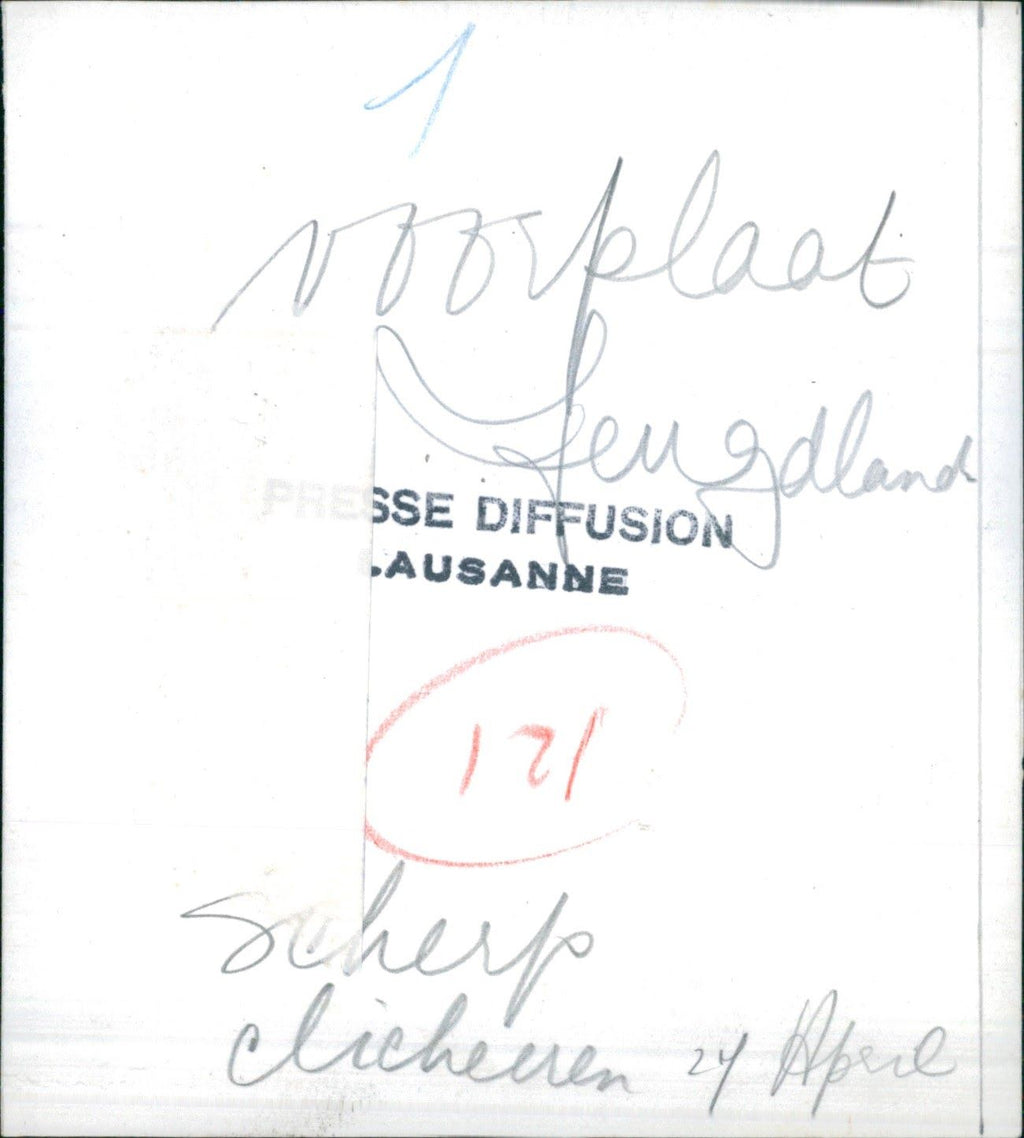 1
voorplaat
Jeugdland
PRESSE DIFFUSION
LAUSANNE
121
scherp
clicheeren 24 April